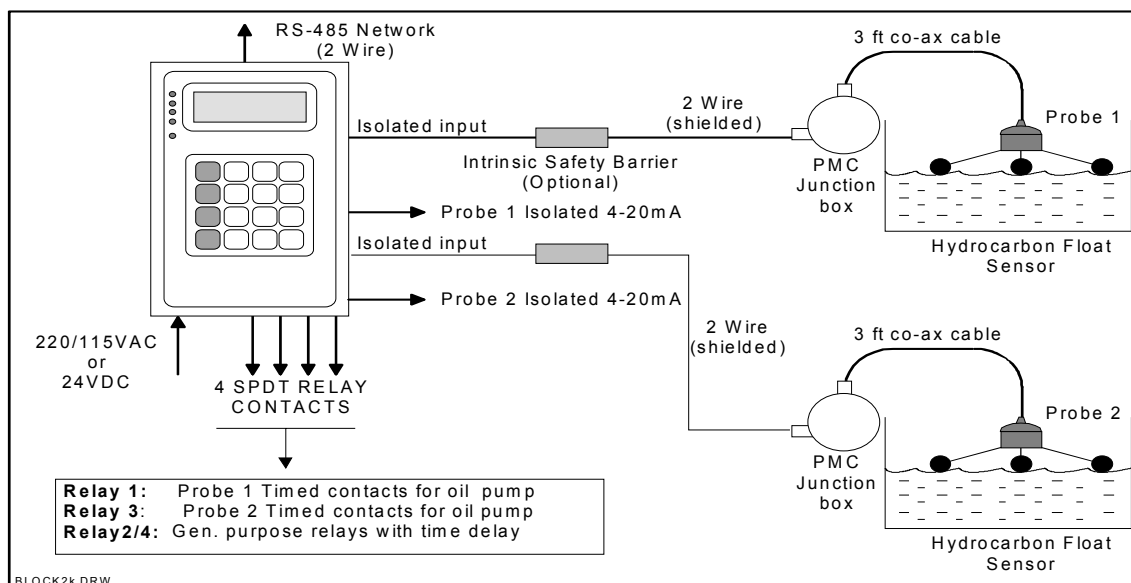 RS-485 Network
(2 Wire)
3 ft co-ax cable
2 Wire
(shielded)
Probe 1
Isolated input
Intrinsic Safety Barrier
(Optional)
PMC
Junction
box
Probe 1 Isolated 4-20mA
Hydrocarbon Float
Sensor
Isolated input
Probe 2 Isolated 4-20mA
2 Wire
(shielded)
3 ft co-ax cable
220/115VAC
or
24VDC
4 SPDT RELAY
CONTACTS
Probe 2
PMC
Junction
box
Relay 1: Probe 1 Timed contacts for oil pump
Relay 3: Probe 2 Timed contacts for oil pump
Relay2/4: Gen. purpose relays with time delay
Hydrocarbon Float
Sensor
BLOCK2k.DRW